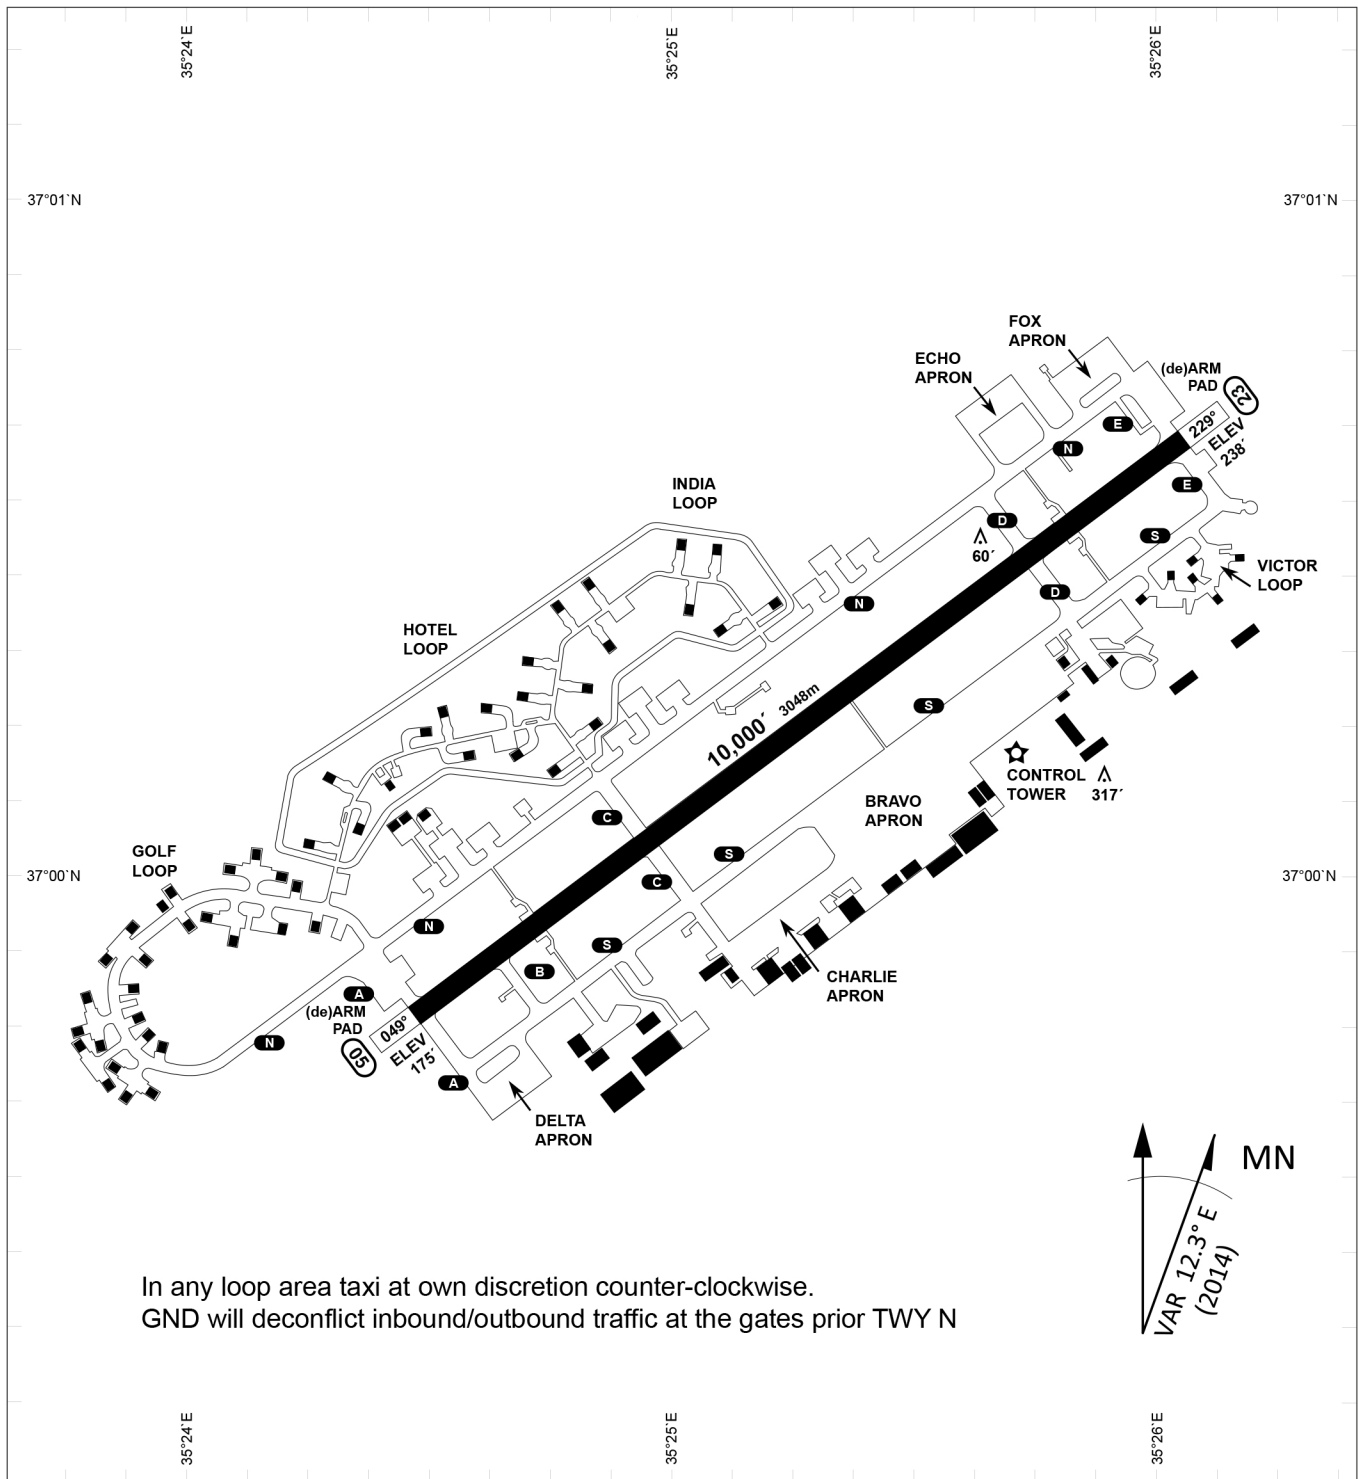 35°24`E
35°25`E
35°26`E
37°01`N
37°01`N
FOX
APRON
ECHO
APRON
(de)ARM
PAD
23
229°
ELEV
238´
E
N
INDIA
LOOP
E
D
S
60´
VICTOR
LOOP
D
N
HOTEL
LOOP
S
10,000´
3048m
CONTROL
TOWER
317´
BRAVO
APRON
C
S
GOLF
LOOP
37°00`N
37°00`N
C
N
S
B
CHARLIE
APRON
A
(de)ARM
PAD
05
049°
ELEV
175´
N
A
DELTA
APRON
MN
VAR 12.3° E
(2014)
In any loop area taxi at own discretion counter-clockwise.
GND will deconflict inbound/outbound traffic at the gates prior TWY N
35°24`E
35°25`E
35°26`E